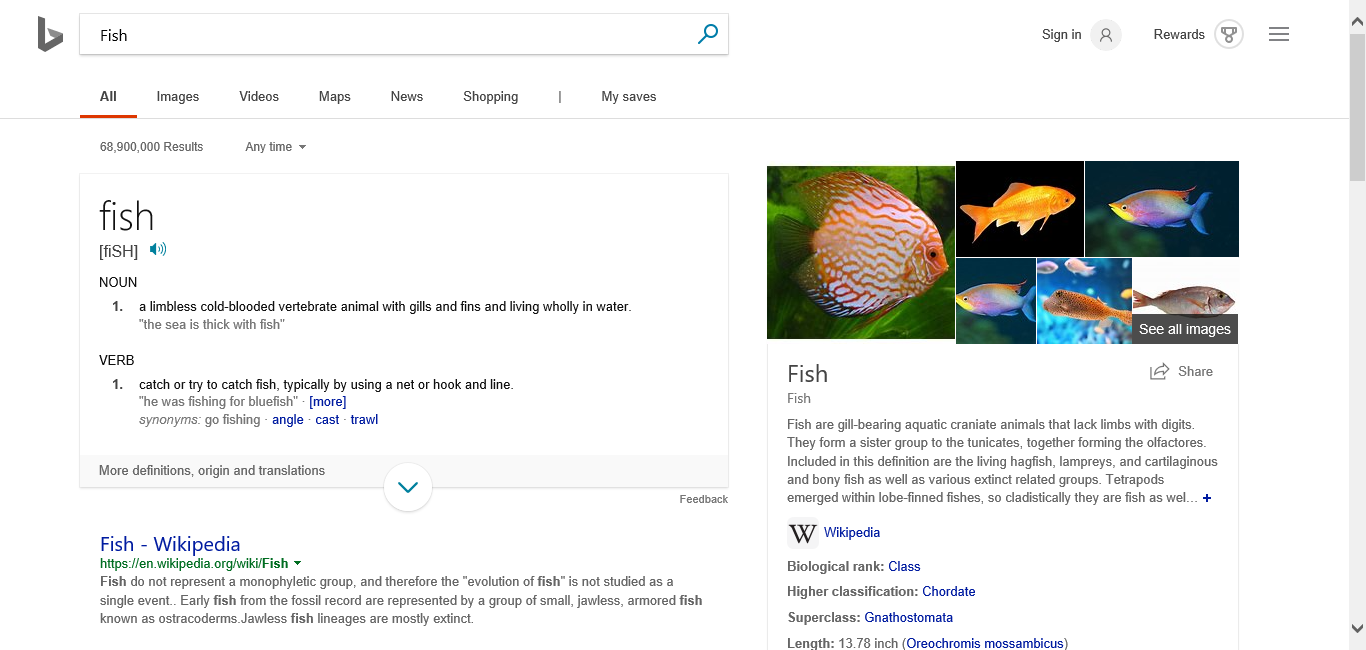 Fish
Sign in
Rewards
All
Images
Videos
Maps
News
Shopping
|
My saves
68,900,000 Results
Any time
fish
[fiSH]
NOUN
1. a limbless cold-blooded vertebrate animal with gills and fins and living wholly in water.
"the sea is thick with fish"
VERB
1. catch or try to catch fish, typically by using a net or hook and line.
"he was fishing for bluefish" · [more]
synonyms: go fishing · angle · cast · trawl
More definitions, origin and translations
Feedback
Fish - Wikipedia
https://en.wikipedia.org/wiki/Fish
Fish do not represent a monophyletic group, and therefore the "evolution of fish" is not studied as a
single event.. Early fish from the fossil record are represented by a group of small, jawless, armored fish
known as ostracoderms.Jawless fish lineages are mostly extinct.
See all images
Fish
Share
Fish
Fish are gill-bearing aquatic craniate animals that lack limbs with digits.
They form a sister group to the tunicates, together forming the olfactores.
Included in this definition are the living hagfish, lampreys, and cartilaginous
and bony fish as well as various extinct related groups. Tetrapods
emerged within lobe-finned fishes, so cladistically they are fish as wel... +
W Wikipedia
Biological rank: Class
Higher classification: Chordate
Superclass: Gnathostomata
Length: 13.78 inch (Oreochromis mossambicus)